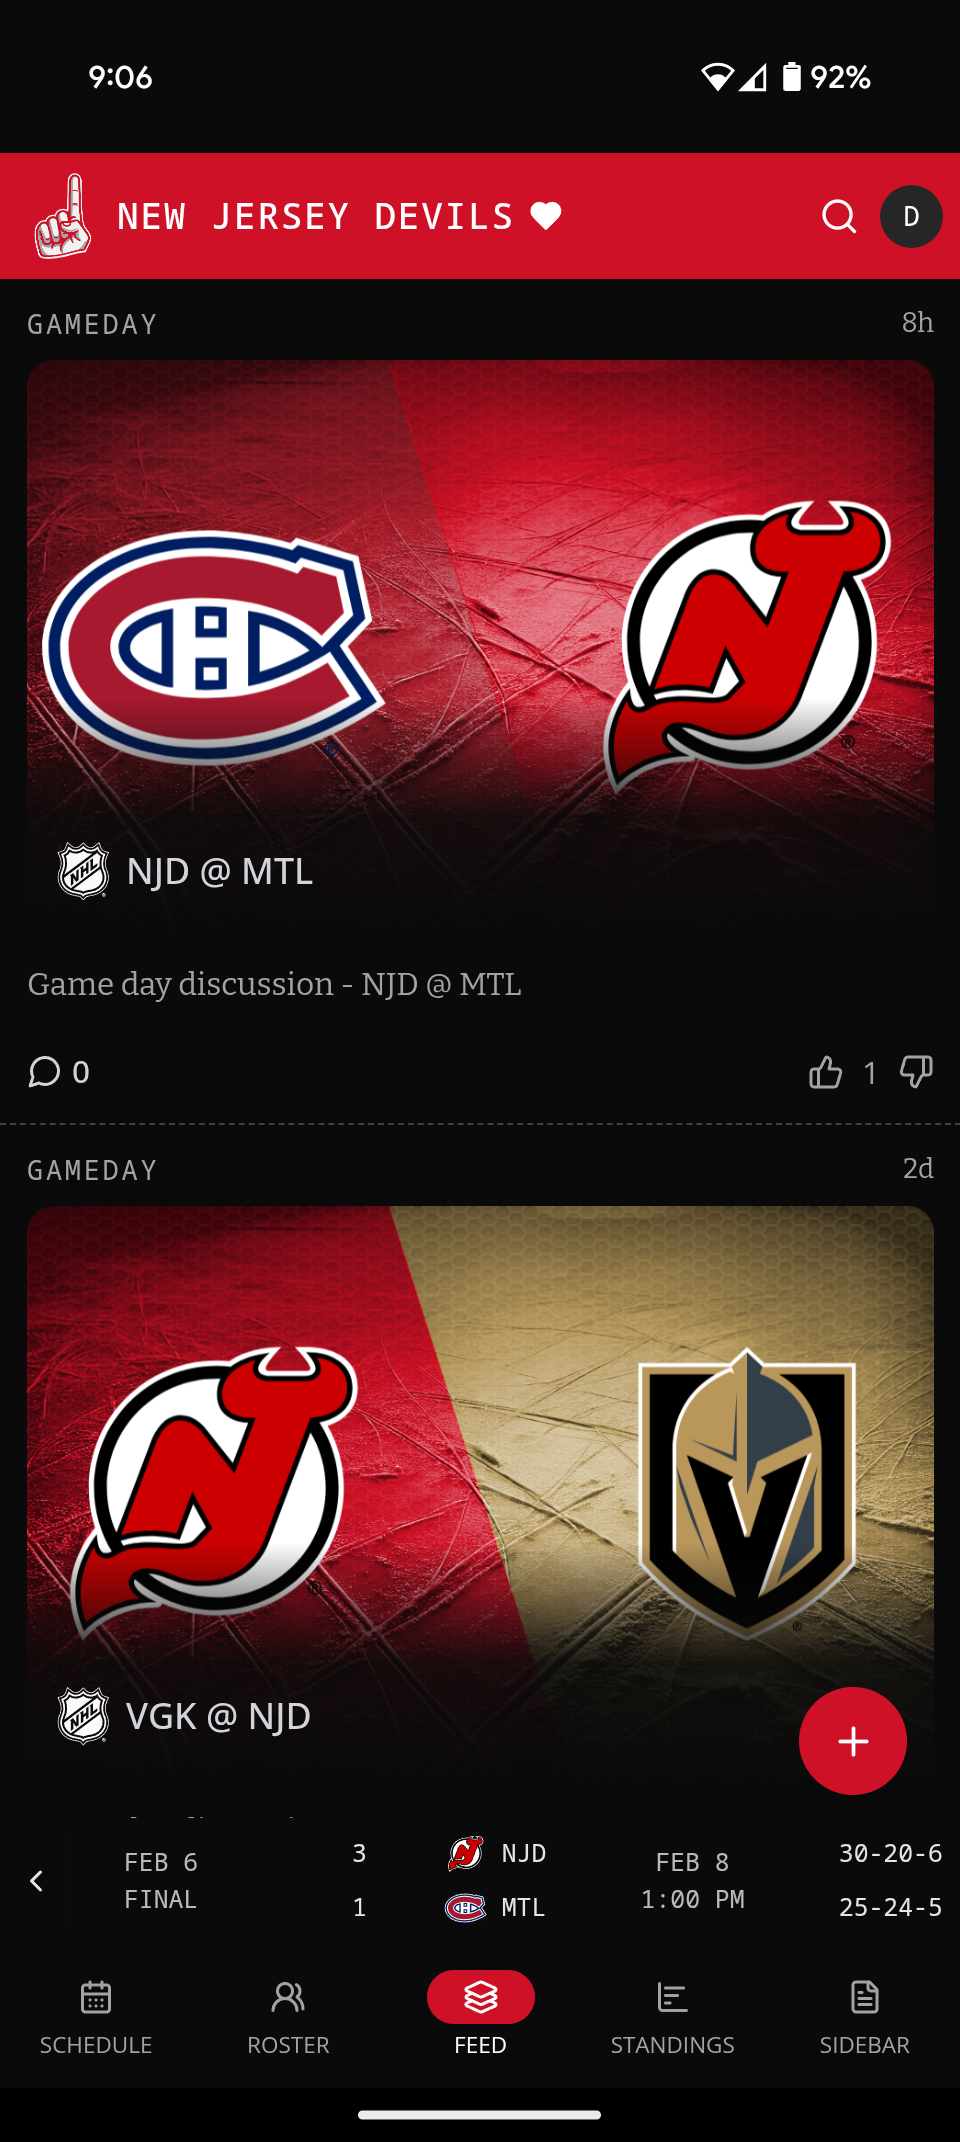 9:06
92%
NEW JERSEY DEVILS
D
GAMEDAY
8h
NHL
NJD @ MTL
Game day discussion - NJD @ MTL
0
1
GAMEDAY
2d
NHL
VGK @ NJD
FEB 6
FINAL
3
1
NJD
MTL
FEB 8
1:00 PM
30-20-6
25-24-5
SCHEDULE
ROSTER
FEED
STANDINGS
SIDEBAR